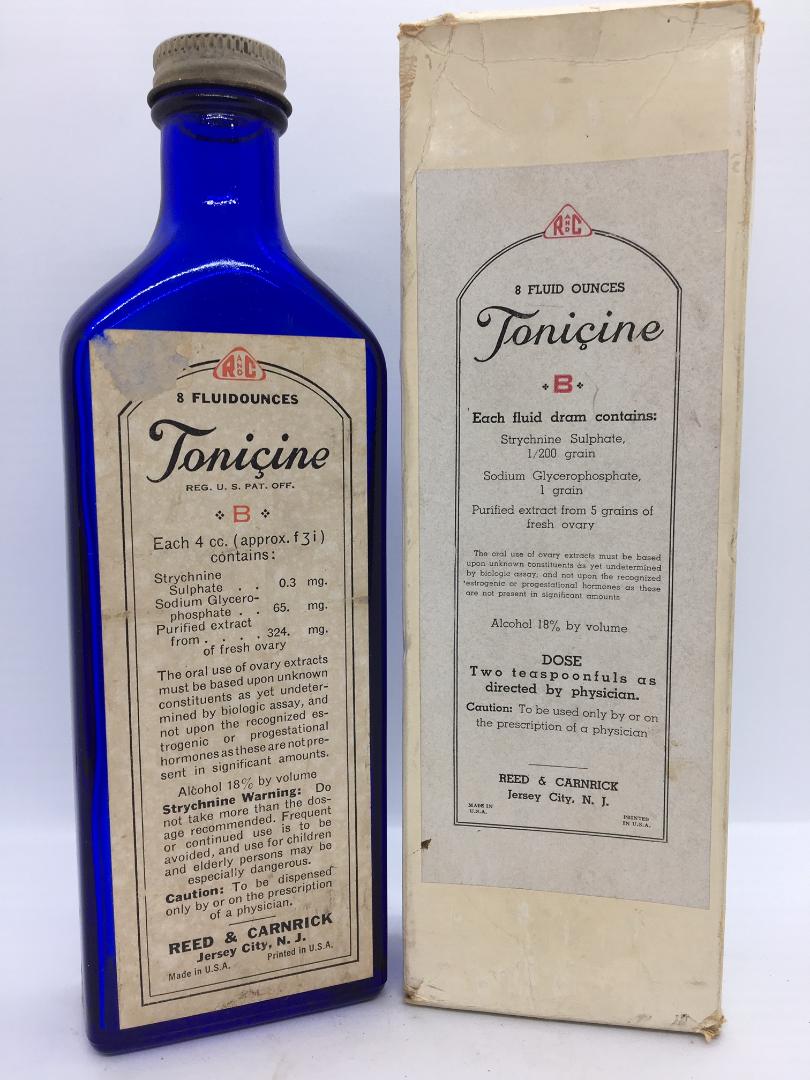 R AND C
8 FLUIDOUNCES
Toniçine
REG. U. S. PAT. OFF.
B
Each 4 cc. (approx. f ʒ i)
contains:
Strychnine
Sulphate . . 0.3 mg.
Sodium Glycero-
phosphate . . 65. mg.
Purified extract
from . . . . 324. mg.
of fresh ovary
The oral use of ovary extracts
must be based upon unknown
constituents as yet undeter-
mined by biologic assay, and
not upon the recognized es-
trogenic or progestational
hormones as these are not pre-
sent in significant amounts.
Alcohol 18% by volume
Strychnine Warning: Do
not take more than the dos-
age recommended. Frequent
or continued use is to be
avoided, and use for children
and elderly persons may be
especially dangerous.
Caution: To be dispensed
only by or on the prescription
of a physician.
REED & CARNRICK
Jersey City, N. J.
Made in U.S.A. Printed in U.S.A.
R AND C
8 FLUID OUNCES
Toniçine
B
Each fluid dram contains:
Strychnine Sulphate,
1/200 grain
Sodium Glycerophosphate,
1 grain
Purified extract from 5 grains of
fresh ovary
The oral use of ovary extracts must be based
upon unknown constituents as yet undetermined
by biologic assay, and not upon the recognized
estrogenic or progestational hormones as these
are not present in significant amounts
Alcohol 18% by volume
DOSE
Two teaspoonfuls as
directed by physician.
Caution: To be used only by or on
the prescription of a physician
REED & CARNRICK
Jersey City, N. J.
MADE IN
U.S.A.
PRINTED
IN U.S.A.